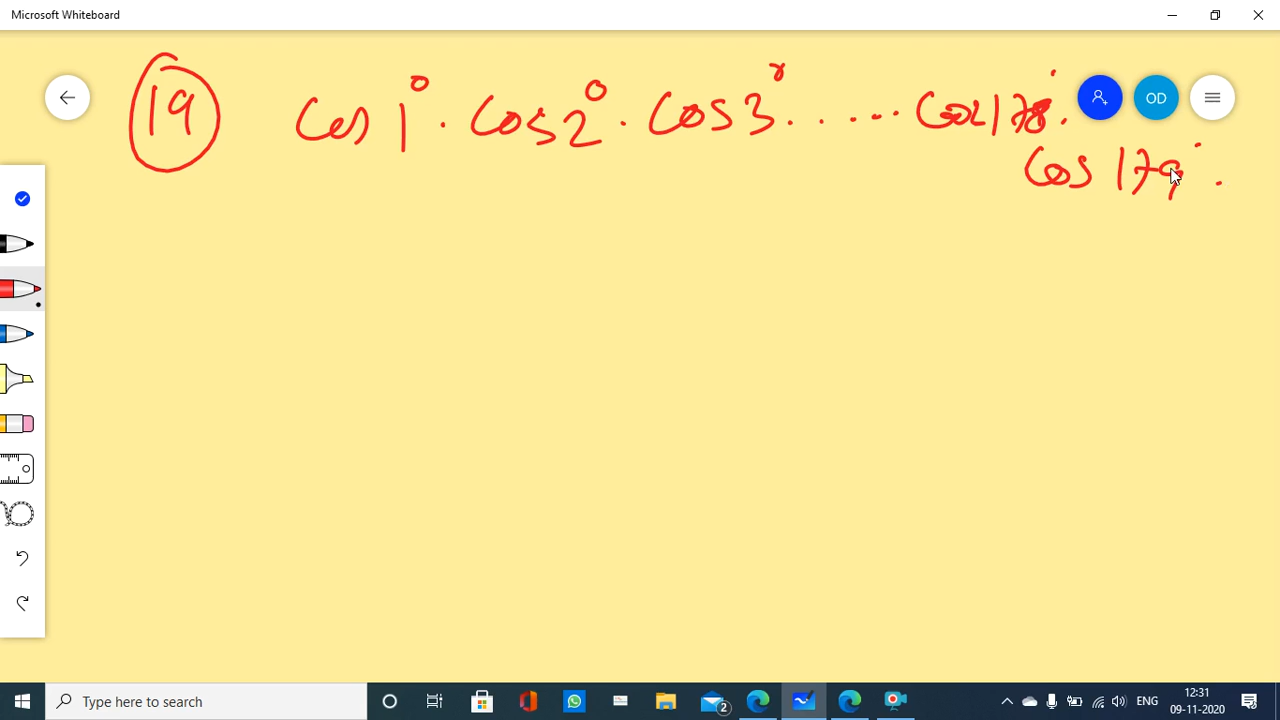 Microsoft Whiteboard
19 cos 1° . cos 2° . cos 3° . . . . . . cos 178° .
cos 179° .
OD
Type here to search
2
ENG
12:31
09-11-2020